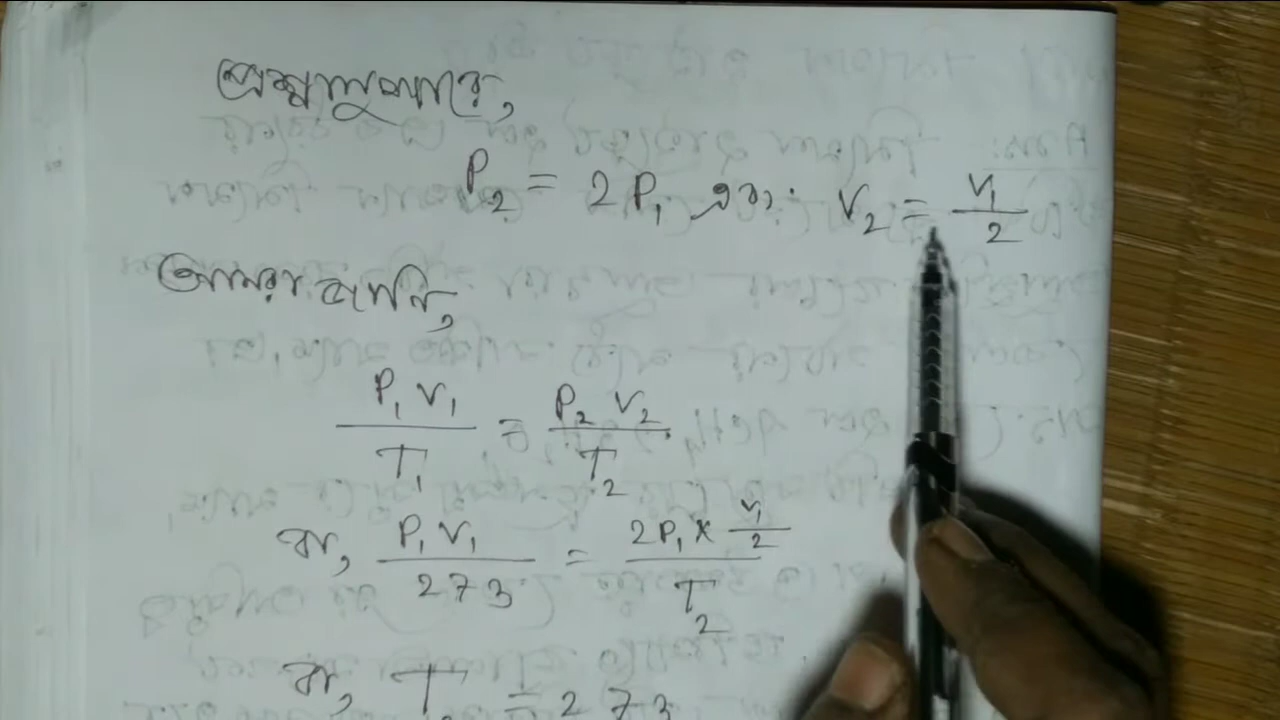 প্রশ্নানুসারে,
P₂ = 2P₁ এবং V₂ = V₁/2
আমরা জানি,
P₁V₁/T₁ = P₂V₂/T₂
বা, P₁V₁/273 = 2P₁ × V₁/2 / T₂
বা, T₂ = 273